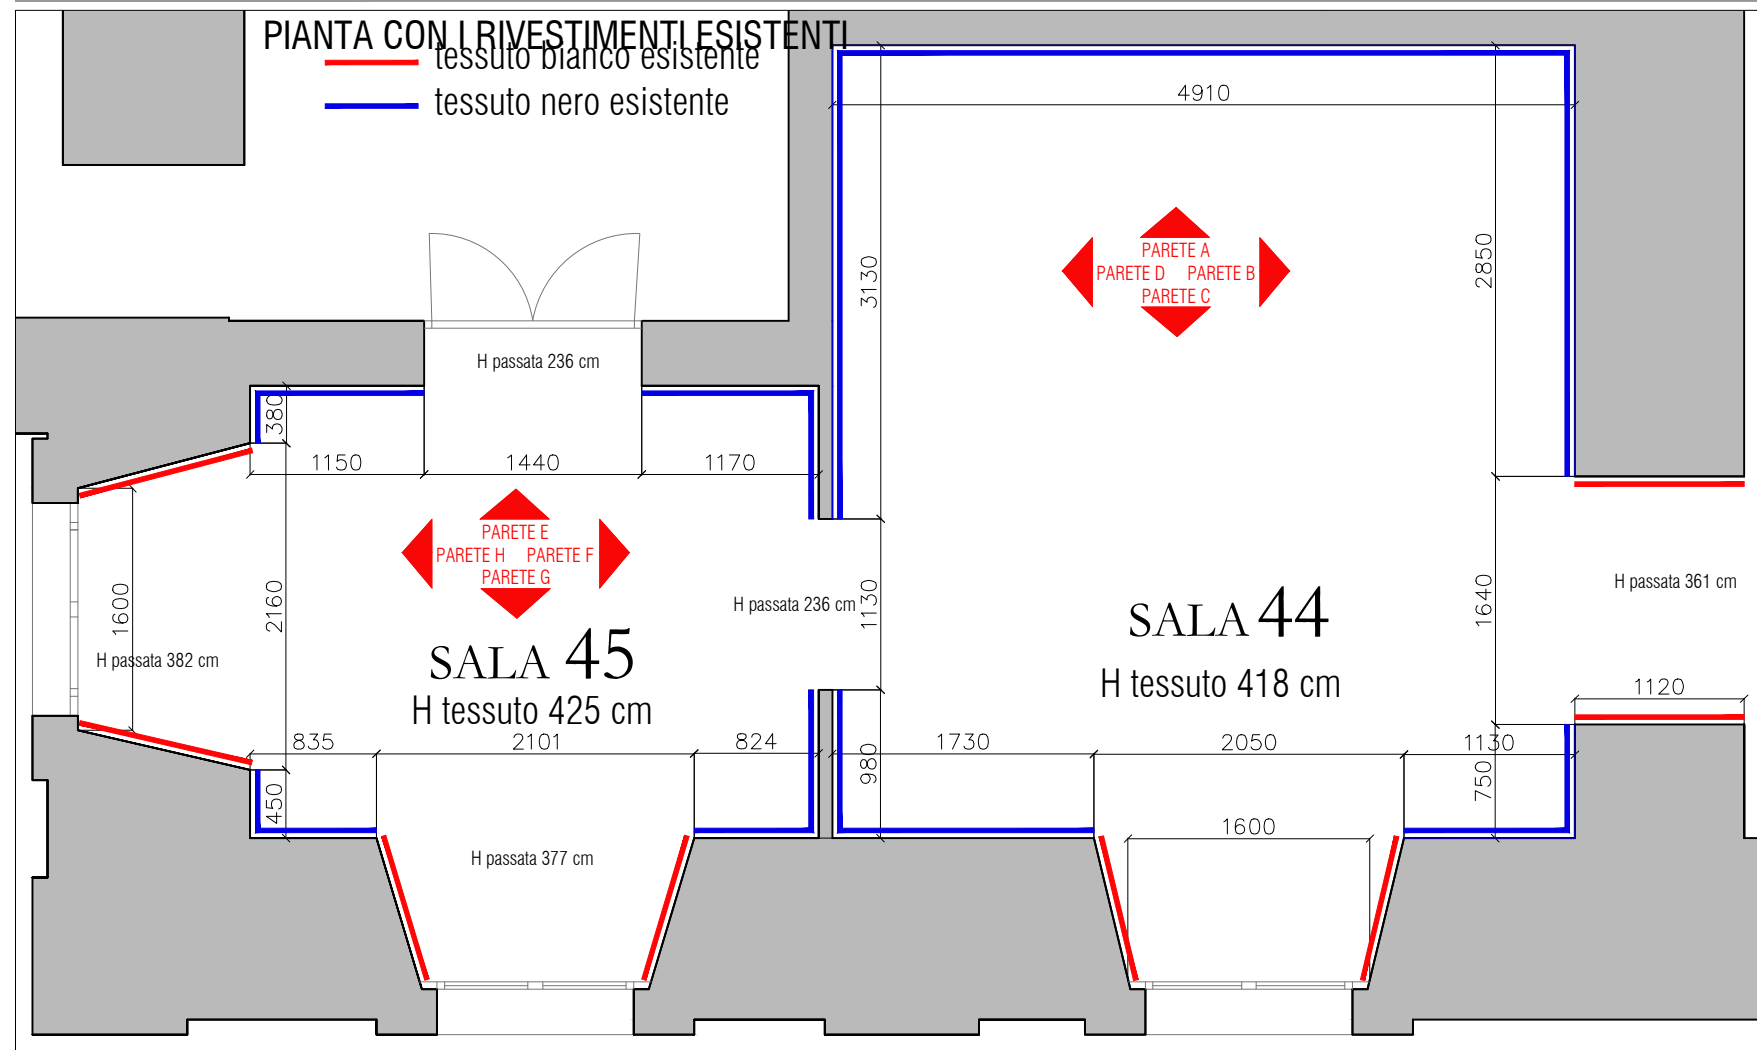 PIANTA CON I RIVESTIMENTI ESISTENTI
tessuto bianco esistente
tessuto nero esistente
4910
3130
2850
PARETE A
PARETE D PARETE B
PARETE C
H passata 236 cm
380
1150
1440
1170
PARETE E
PARETE H PARETE F
PARETE G
1600
2160
H passata 236 cm
1130
1640
H passata 361 cm
H passata 382 cm
SALA 45
H tessuto 425 cm
SALA 44
H tessuto 418 cm
1120
835
2101
824
980
1730
2050
1130
750
450
1600
H passata 377 cm